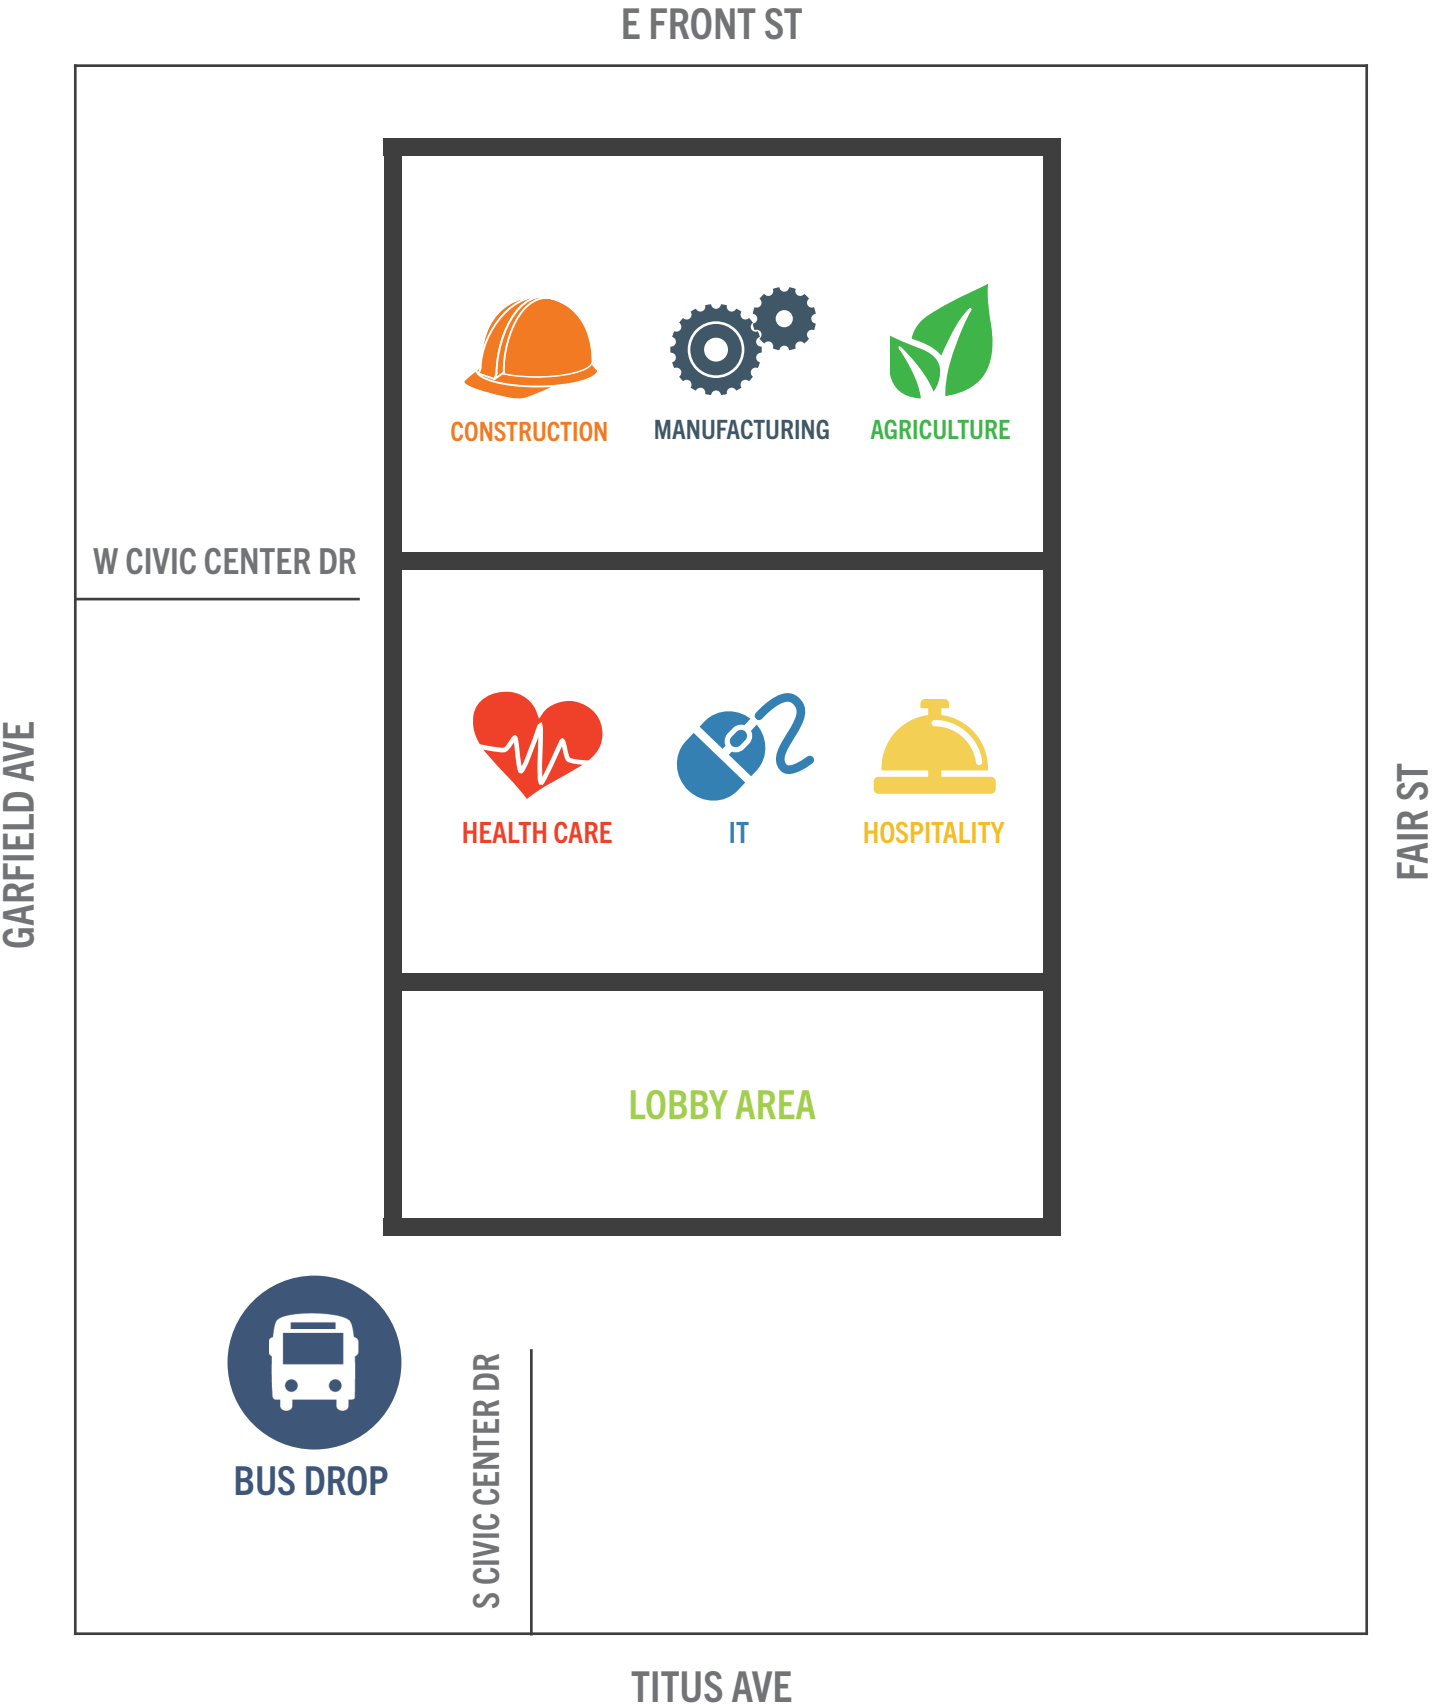 E FRONT ST
CONSTRUCTION
MANUFACTURING
AGRICULTURE
W CIVIC CENTER DR
GARFIELD AVE
FAIR ST
HEALTH CARE
IT
HOSPITALITY
LOBBY AREA
BUS DROP
S CIVIC CENTER DR
TITUS AVE